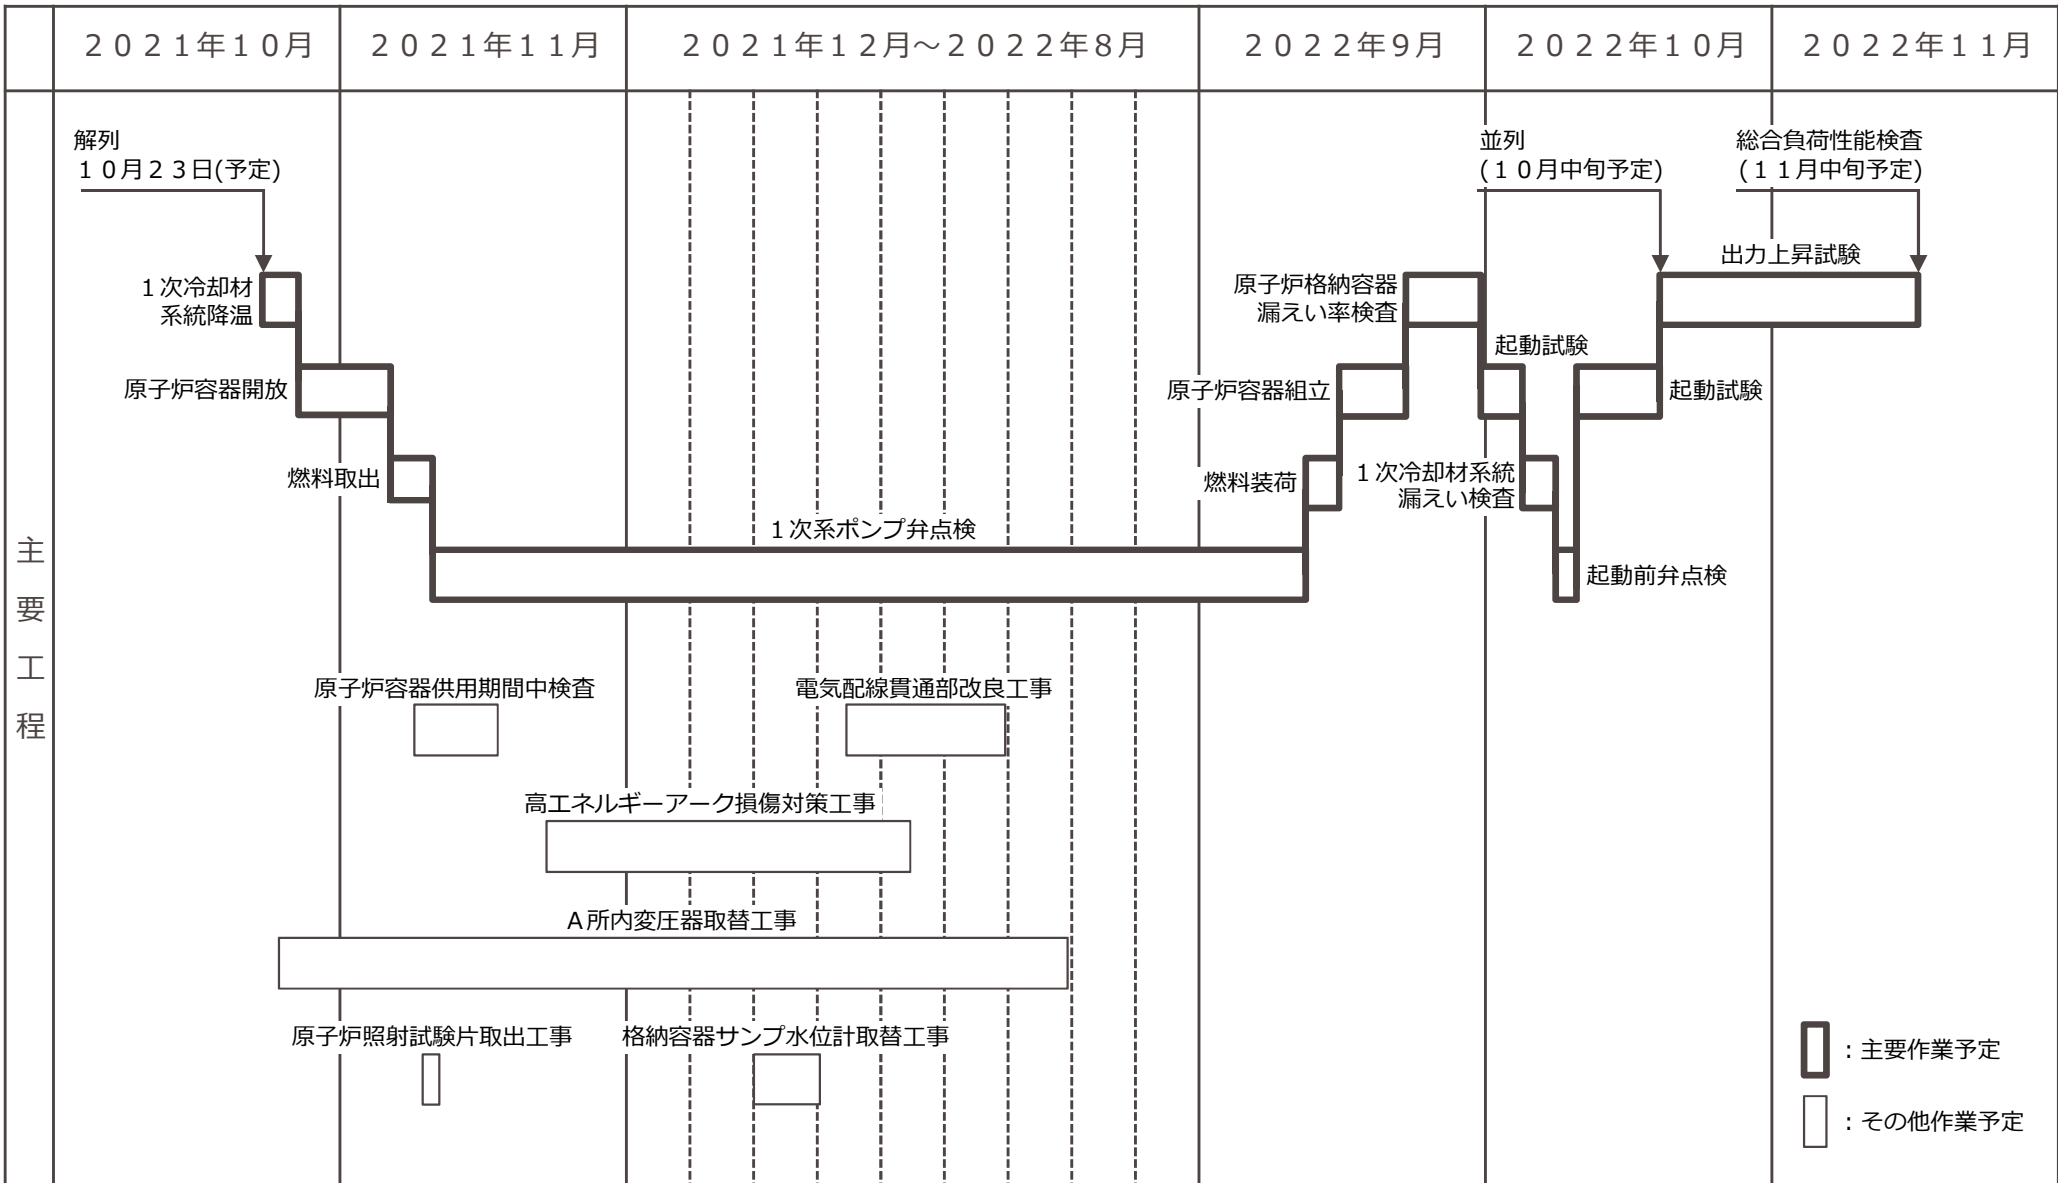 ２０２１年１０月
２０２１年１１月
２０２１年１２月～２０２２年８月
２０２２年９月
２０２２年１０月
２０２２年１１月
主要工程
解列
１０月２３日(予定)
並列
(１０月中旬予定)
総合負荷性能検査
(１１月中旬予定)
出力上昇試験
１次冷却材
系統降温
原子炉格納容器
漏えい率検査
起動試験
原子炉容器開放
原子炉容器組立
起動試験
燃料取出
燃料装荷
１次冷却材系統
漏えい検査
１次系ポンプ弁点検
起動前弁点検
原子炉容器供用期間中検査
電気配線貫通部改良工事
高エネルギーアーク損傷対策工事
Ａ所内変圧器取替工事
原子炉照射試験片取出工事
格納容器サンプ水位計取替工事
：主要作業予定
：その他作業予定